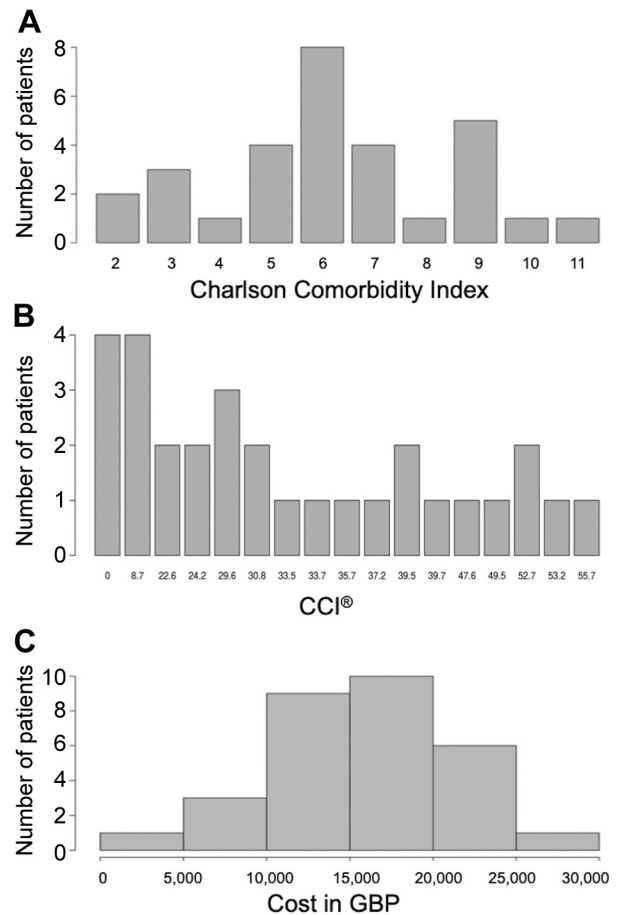 A
Number of patients
8
6
4
2
0
2 3 4 5 6 7 8 9 10 11
Charlson Comorbidity Index
B
Number of patients
4
3
2
1
0
0 8.7 22.6 24.2 29.6 30.8 33.5 33.7 35.7 37.2 39.5 39.7 47.6 49.5 52.7 53.2 55.7
CCI®
C
Number of patients
10
8
6
4
2
0
0 5,000 10,000 15,000 20,000 25,000 30,000
Cost in GBP